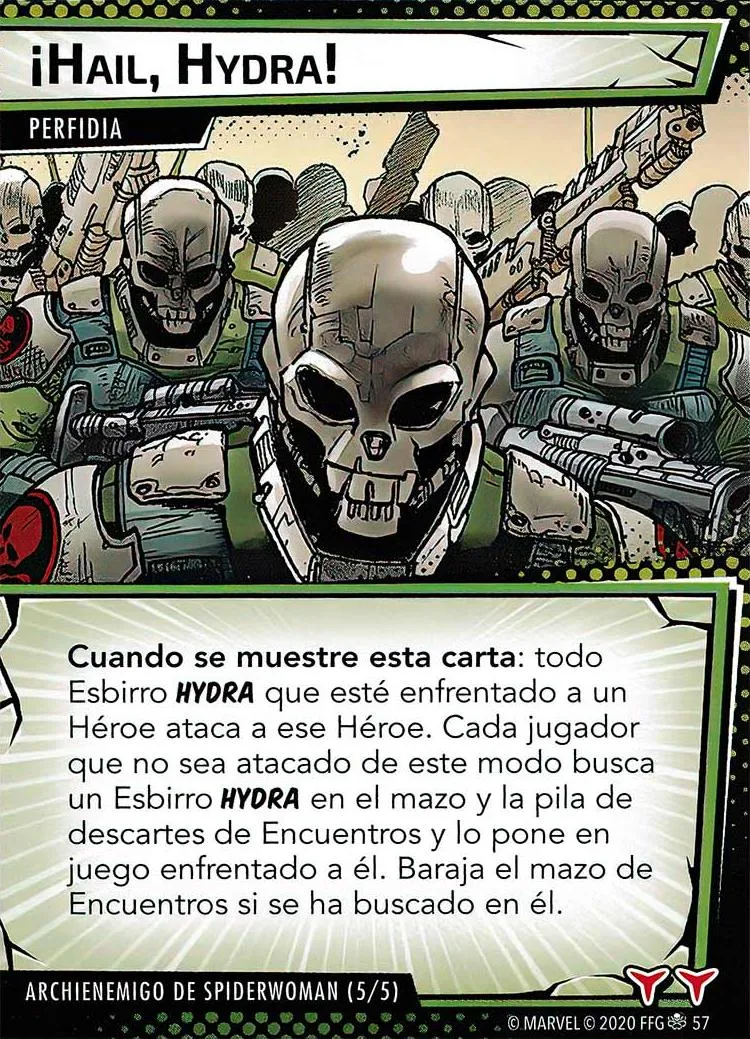 ¡Hail, Hydra!
PERFIDIA
Cuando se muestre esta carta: todo
Esbirro HYDRA que esté enfrentado a un
Héroe ataca a ese Héroe. Cada jugador
que no sea atacado de este modo busca
un Esbirro HYDRA en el mazo y la pila de
descartes de Encuentros y lo pone en
juego enfrentado a él. Baraja el mazo de
Encuentros si se ha buscado en él.
ARCHIENEMIGO DE SPIDERWOMAN (5/5)
© MARVEL © 2020 FFG 57